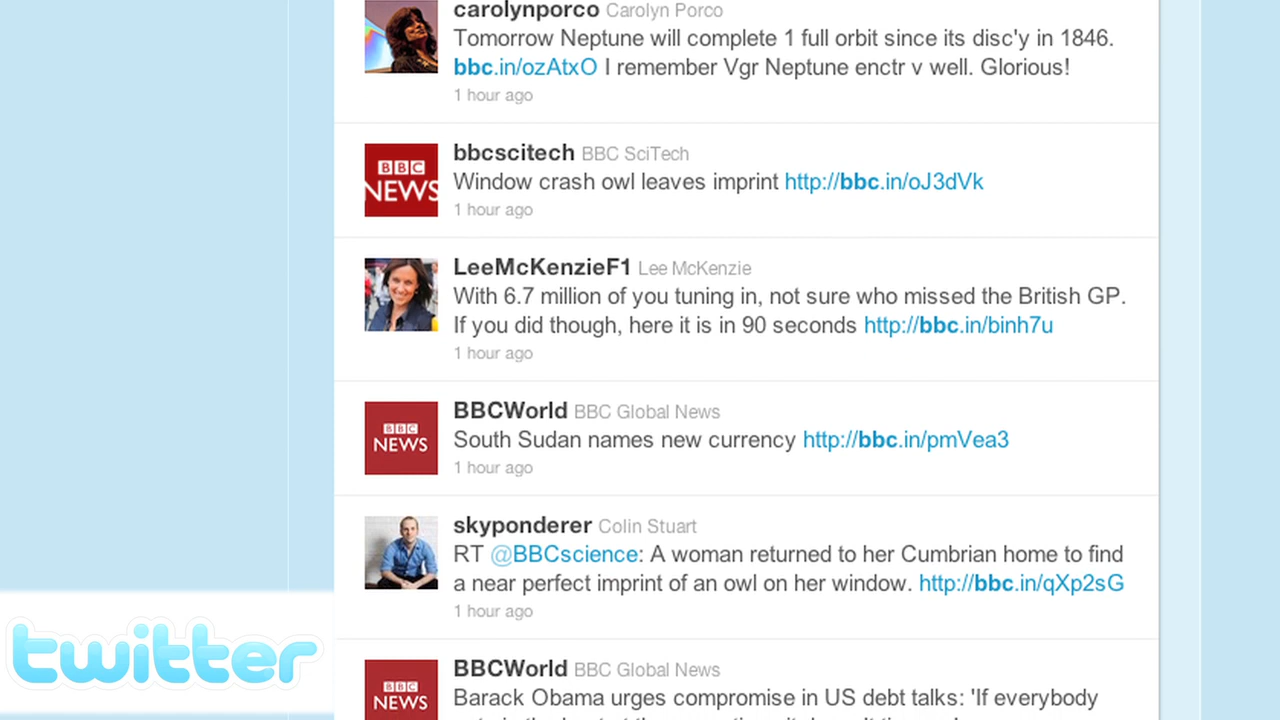 carolynporco Carolyn Porco
Tomorrow Neptune will complete 1 full orbit since its disc'y in 1846.
bbc.in/ozAtxO I remember Vgr Neptune enctr v well. Glorious!
1 hour ago
BBC
NEWS
bbcscitech BBC SciTech
Window crash owl leaves imprint http://bbc.in/oJ3dVk
1 hour ago
LeeMcKenzieF1 Lee McKenzie
With 6.7 million of you tuning in, not sure who missed the British GP.
If you did though, here it is in 90 seconds http://bbc.in/binh7u
1 hour ago
BBC
NEWS
BBCWorld BBC Global News
South Sudan names new currency http://bbc.in/pmVea3
1 hour ago
skyponderer Colin Stuart
RT @BBCscience: A woman returned to her Cumbrian home to find
a near perfect imprint of an owl on her window. http://bbc.in/qXp2sG
1 hour ago
BBC
NEWS
BBCWorld BBC Global News
Barack Obama urges compromise in US debt talks: 'If everybody
twitter